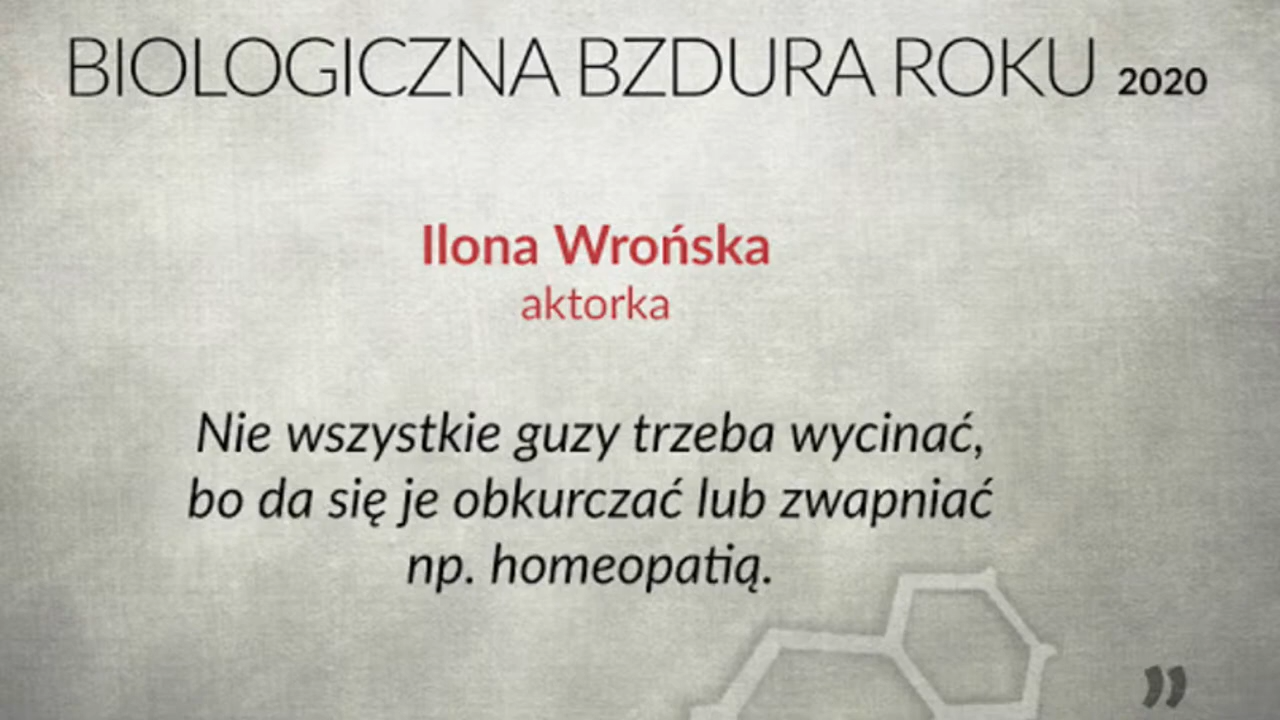 BIOLOGICZNA BZDURA ROKU 2020
Ilona Wrońska
aktorka
Nie wszystkie guzy trzeba wycinać,
bo da się je obkurczać lub zwapniać
np. homeopatią.
”